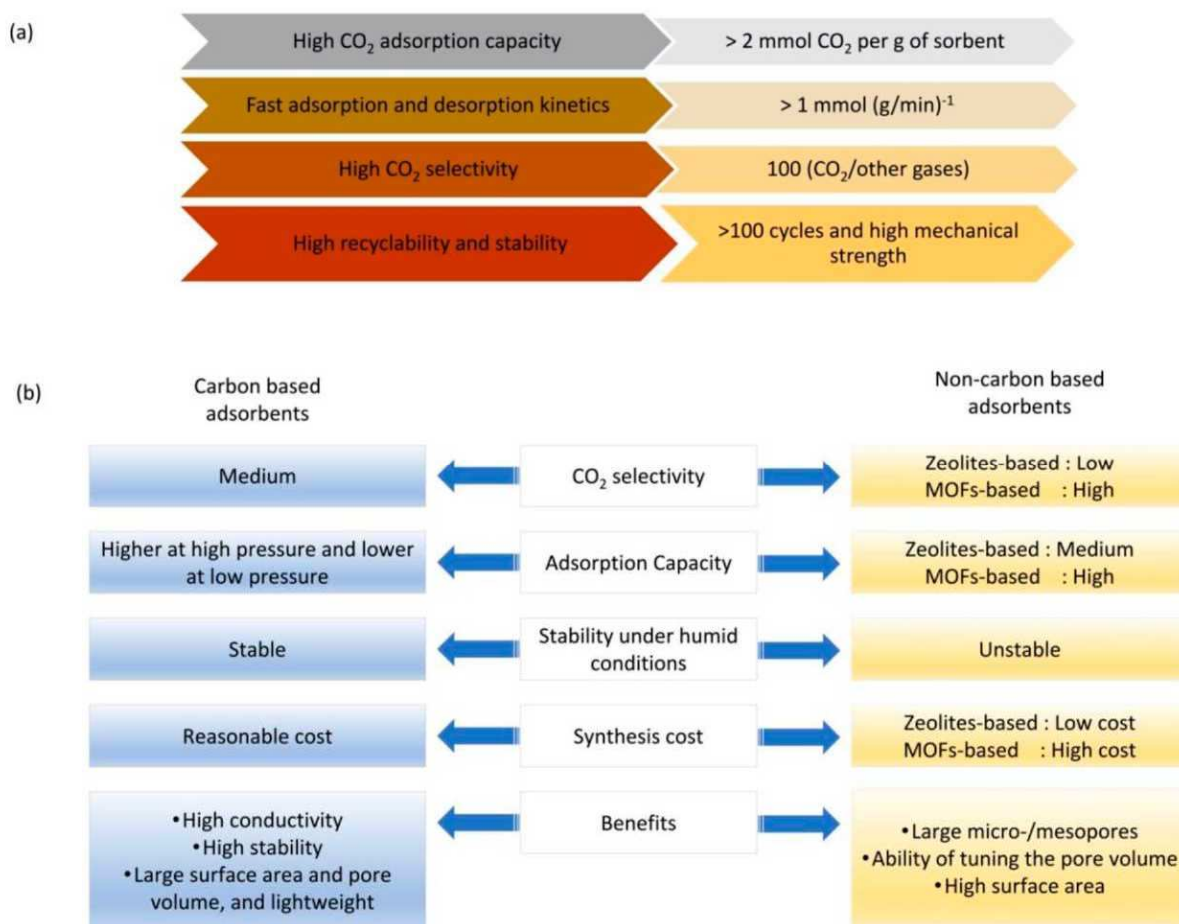 (a)
High CO₂ adsorption capacity
> 2 mmol CO₂ per g of sorbent
Fast adsorption and desorption kinetics
> 1 mmol (g/min)⁻¹
High CO₂ selectivity
100 (CO₂/other gases)
High recyclability and stability
>100 cycles and high mechanical
strength
(b)
Carbon based
adsorbents
Non-carbon based
adsorbents
Medium
CO₂ selectivity
Zeolites-based : Low
MOFs-based : High
Higher at high pressure and lower
at low pressure
Adsorption Capacity
Zeolites-based : Medium
MOFs-based : High
Stable
Stability under humid
conditions
Unstable
Reasonable cost
Synthesis cost
Zeolites-based : Low cost
MOFs-based : High cost
•High conductivity
•High stability
•Large surface area and pore
volume, and lightweight
Benefits
•Large micro-/mesopores
•Ability of tuning the pore volume
•High surface area